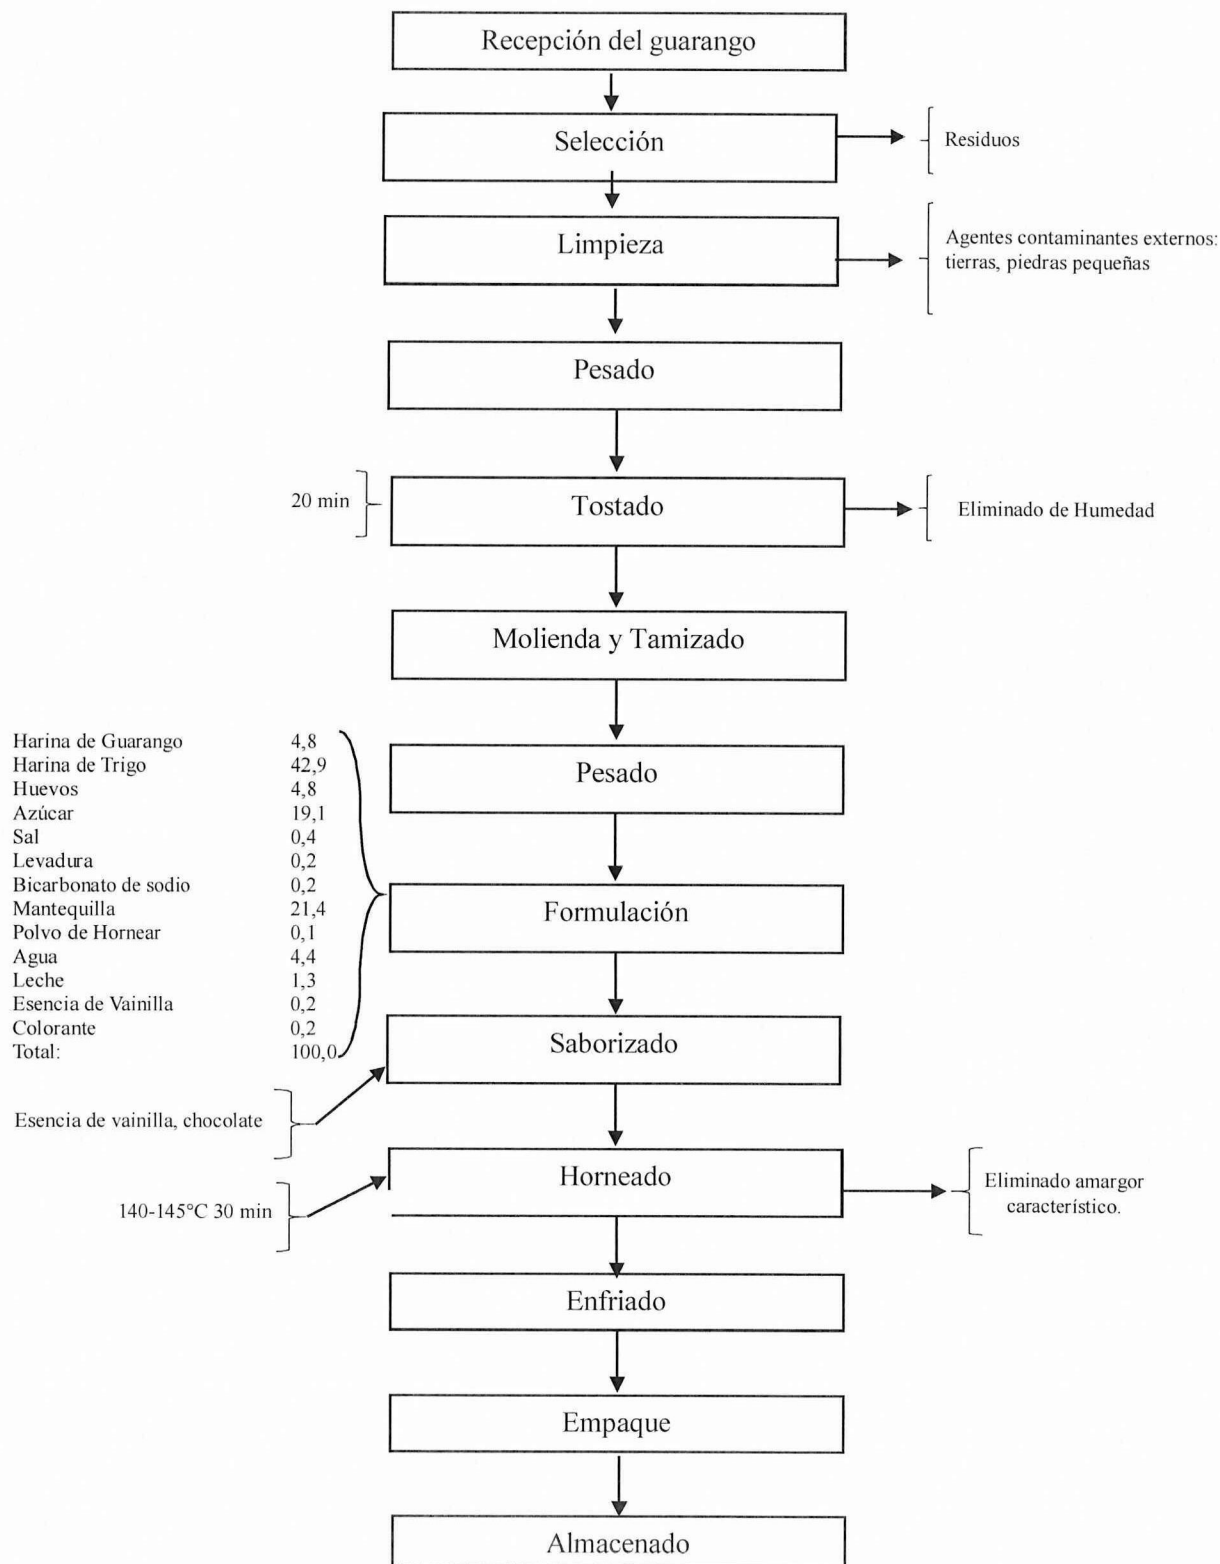 Recepción del guarango
Selección
Residuos
Limpieza
Agentes contaminantes externos:
tierras, piedras pequeñas
Pesado
20 min
Tostado
Eliminado de Humedad
Molienda y Tamizado
Harina de Guarango 4,8
Harina de Trigo 42,9
Huevos 4,8
Azúcar 19,1
Sal 0,4
Levadura 0,2
Bicarbonato de sodio 0,2
Mantequilla 21,4
Polvo de Hornear 0,1
Agua 4,4
Leche 1,3
Esencia de Vainilla 0,2
Colorante 0,2
Total: 100,0
Pesado
Formulación
Saborizado
Esencia de vainilla, chocolate
Horneado
140-145°C 30 min
Eliminado amargor
característico.
Enfriado
Empaque
Almacenado